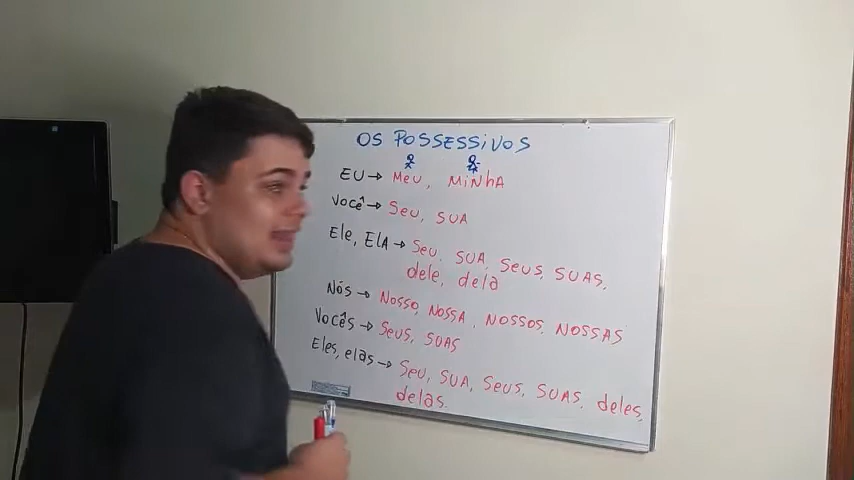 OS POSSESSIVOS
EU → MEU, MINHA
Você → SEU, SUA
Ele, ElA → SEU, SUA, SEUS, SUAS,
dele, dela
NÓS → NOSSO, NOSSA, NOSSOS, NOSSAS
VOCÊS → SEUS, SUAS
Eles, elas → SEU, SUA, SEUS, SUAS, deles,
delas.